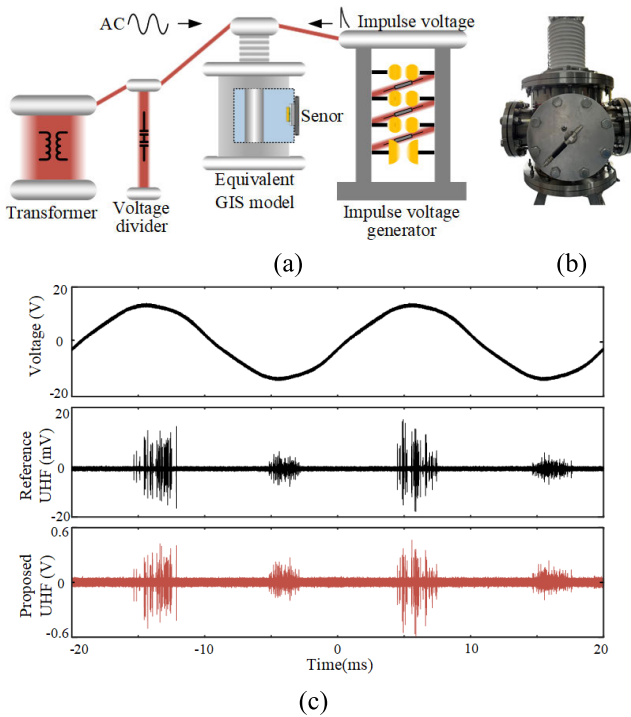 AC
Impulse voltage
Senor
Transformer
Voltage
divider
Equivalent
GIS model
Impulse voltage
generator
(a)
(b)
20
0
-20
Voltage (V)
20
0
-20
Reference
UHF (mV)
0.6
0
-0.6
Proposed
UHF (V)
-20
-10
0
10
20
Time(ms)
(c)